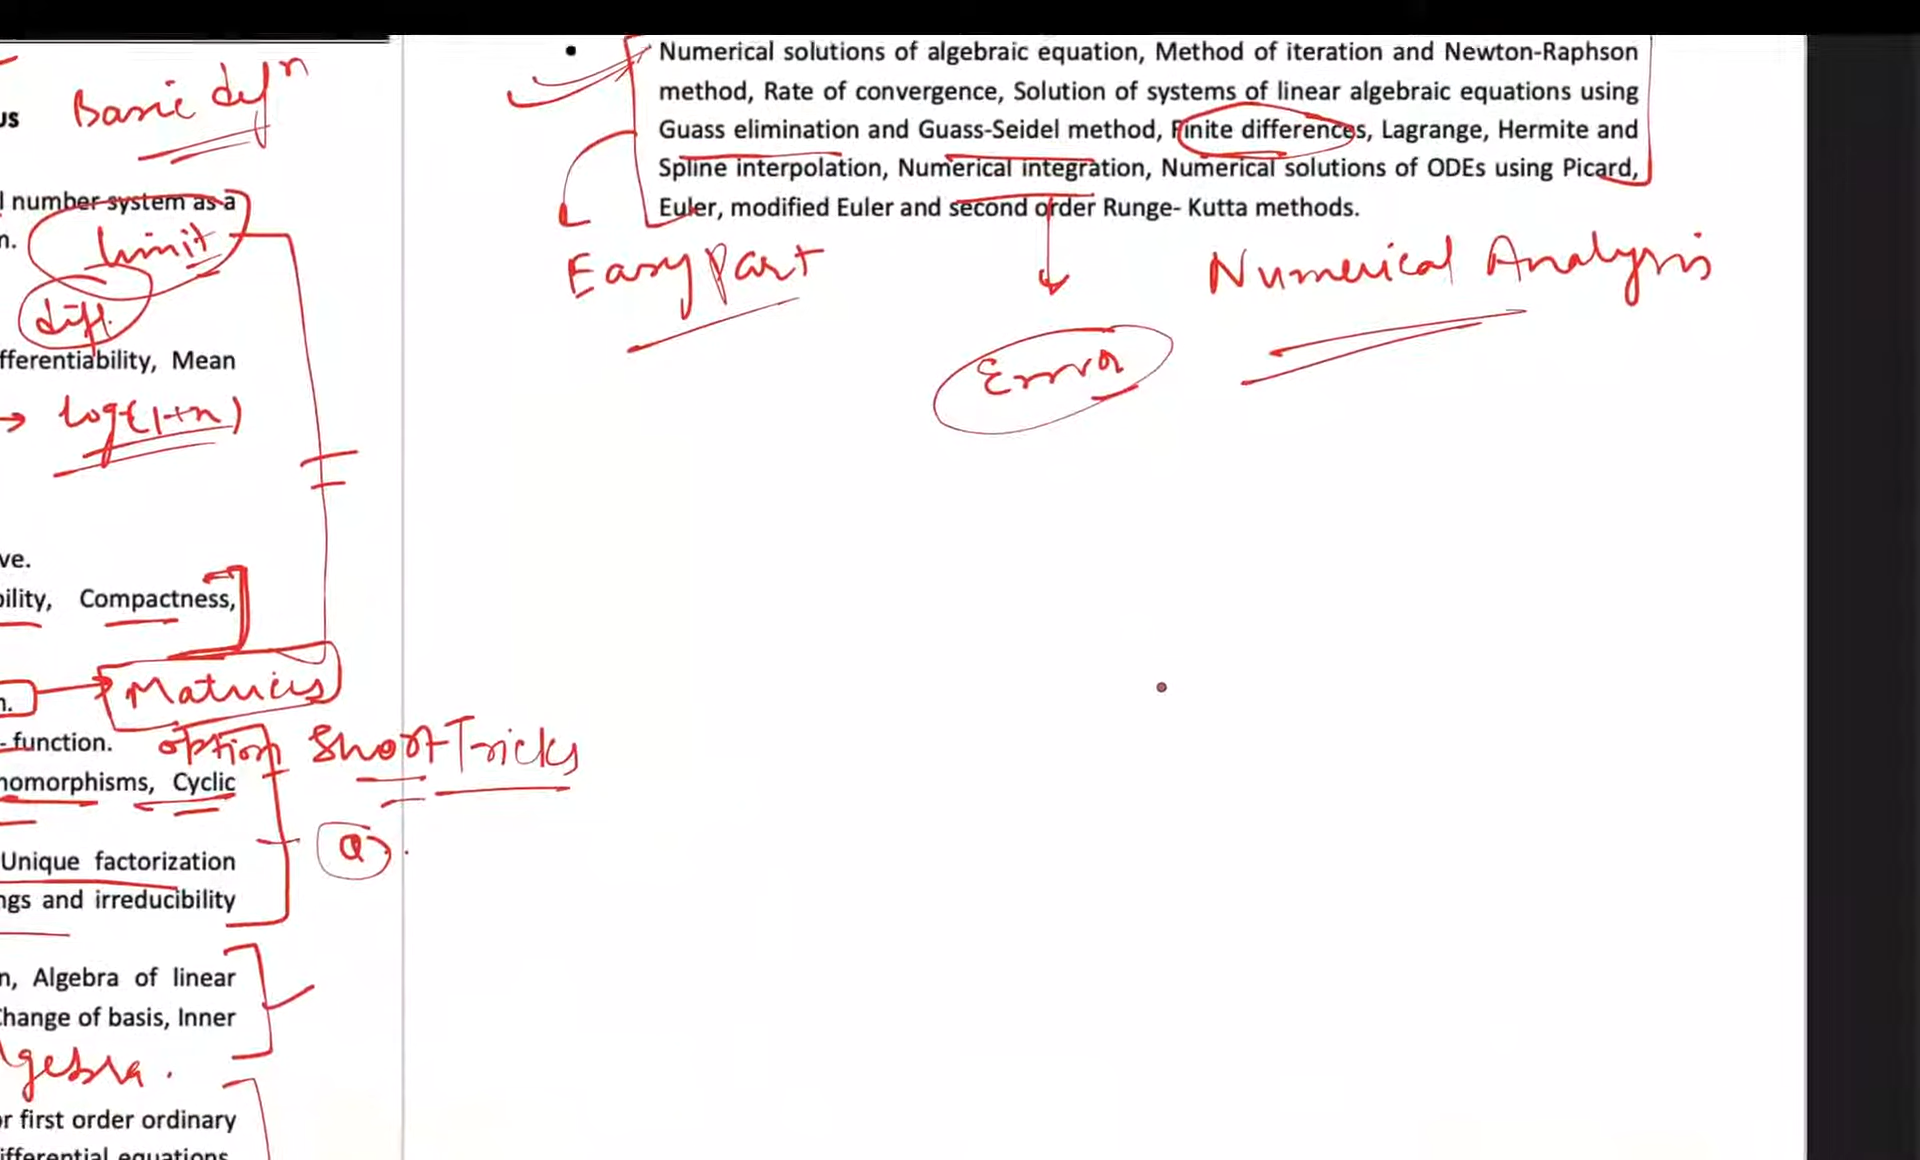 us
Basic defn
l number system as a
n.
limit
diff.
fferentiability, Mean
→ log(1+n)
ve.
bility, Compactness,
n.
Matrices
- function.
option Short Tricks
nomorphisms, Cyclic
Unique factorization
ngs and irreducibility
n, Algebra of linear
Change of basis, Inner
gebra.
or first order ordinary
ifferential equations
• Numerical solutions of algebraic equation, Method of iteration and Newton-Raphson
method, Rate of convergence, Solution of systems of linear algebraic equations using
Guass elimination and Guass-Seidel method, Finite differences, Lagrange, Hermite and
Spline interpolation, Numerical integration, Numerical solutions of ODEs using Picard,
Euler, modified Euler and second order Runge- Kutta methods.
Easy Part
Numerical Analysis
Error